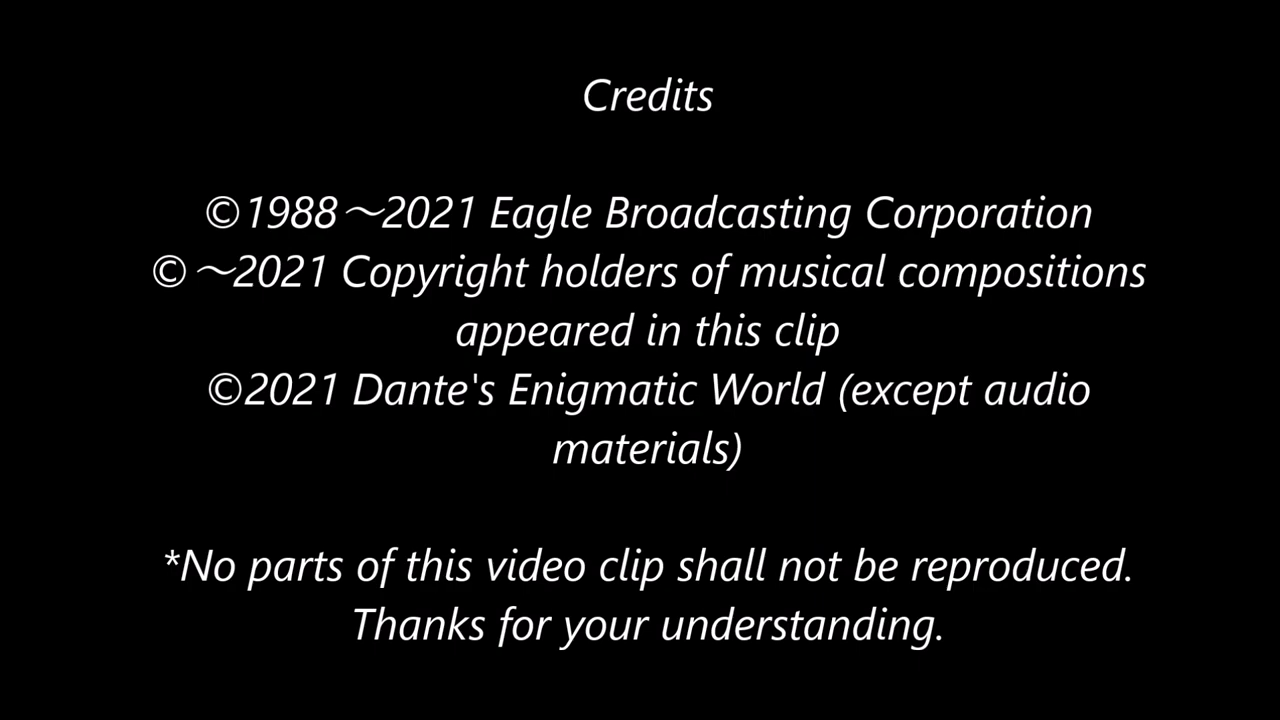 Credits
©1988～2021 Eagle Broadcasting Corporation
©～2021 Copyright holders of musical compositions
appeared in this clip
©2021 Dante's Enigmatic World (except audio
materials)
*No parts of this video clip shall not be reproduced.
Thanks for your understanding.